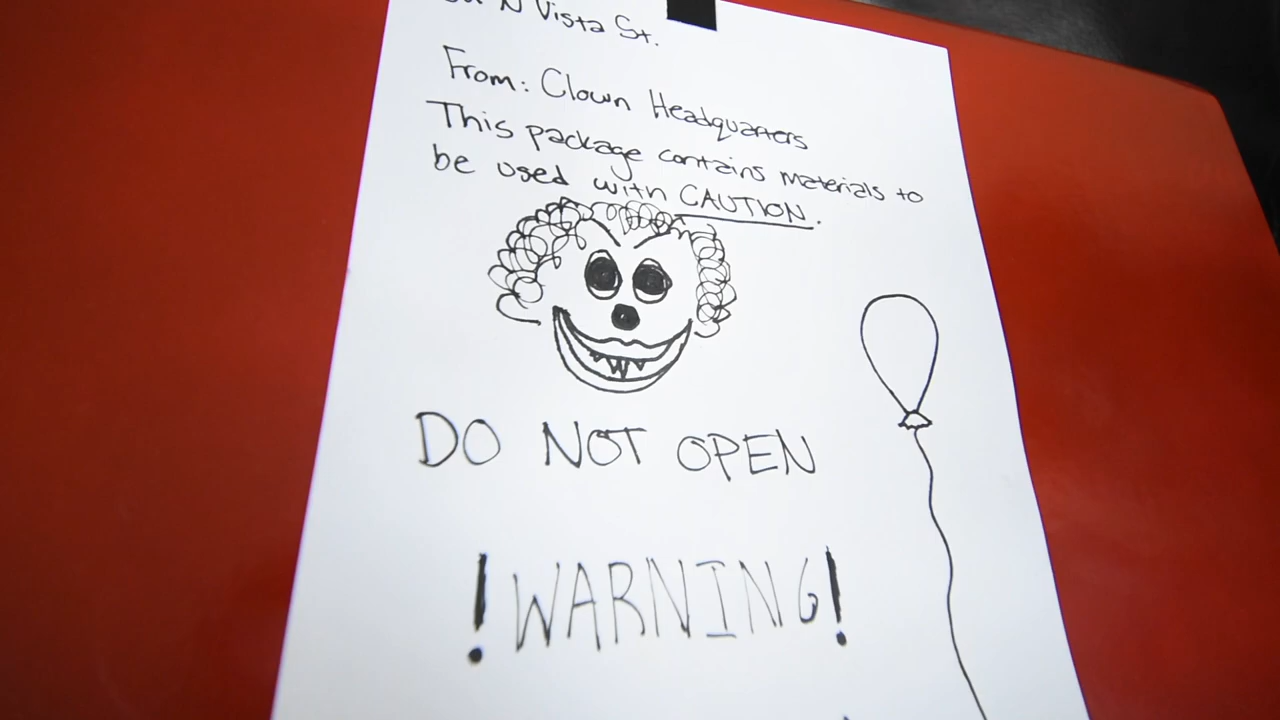 N Vista St.
From: Clown Headquarters
This package contains materials to
be used with CAUTION.
DO NOT OPEN
! WARNING !